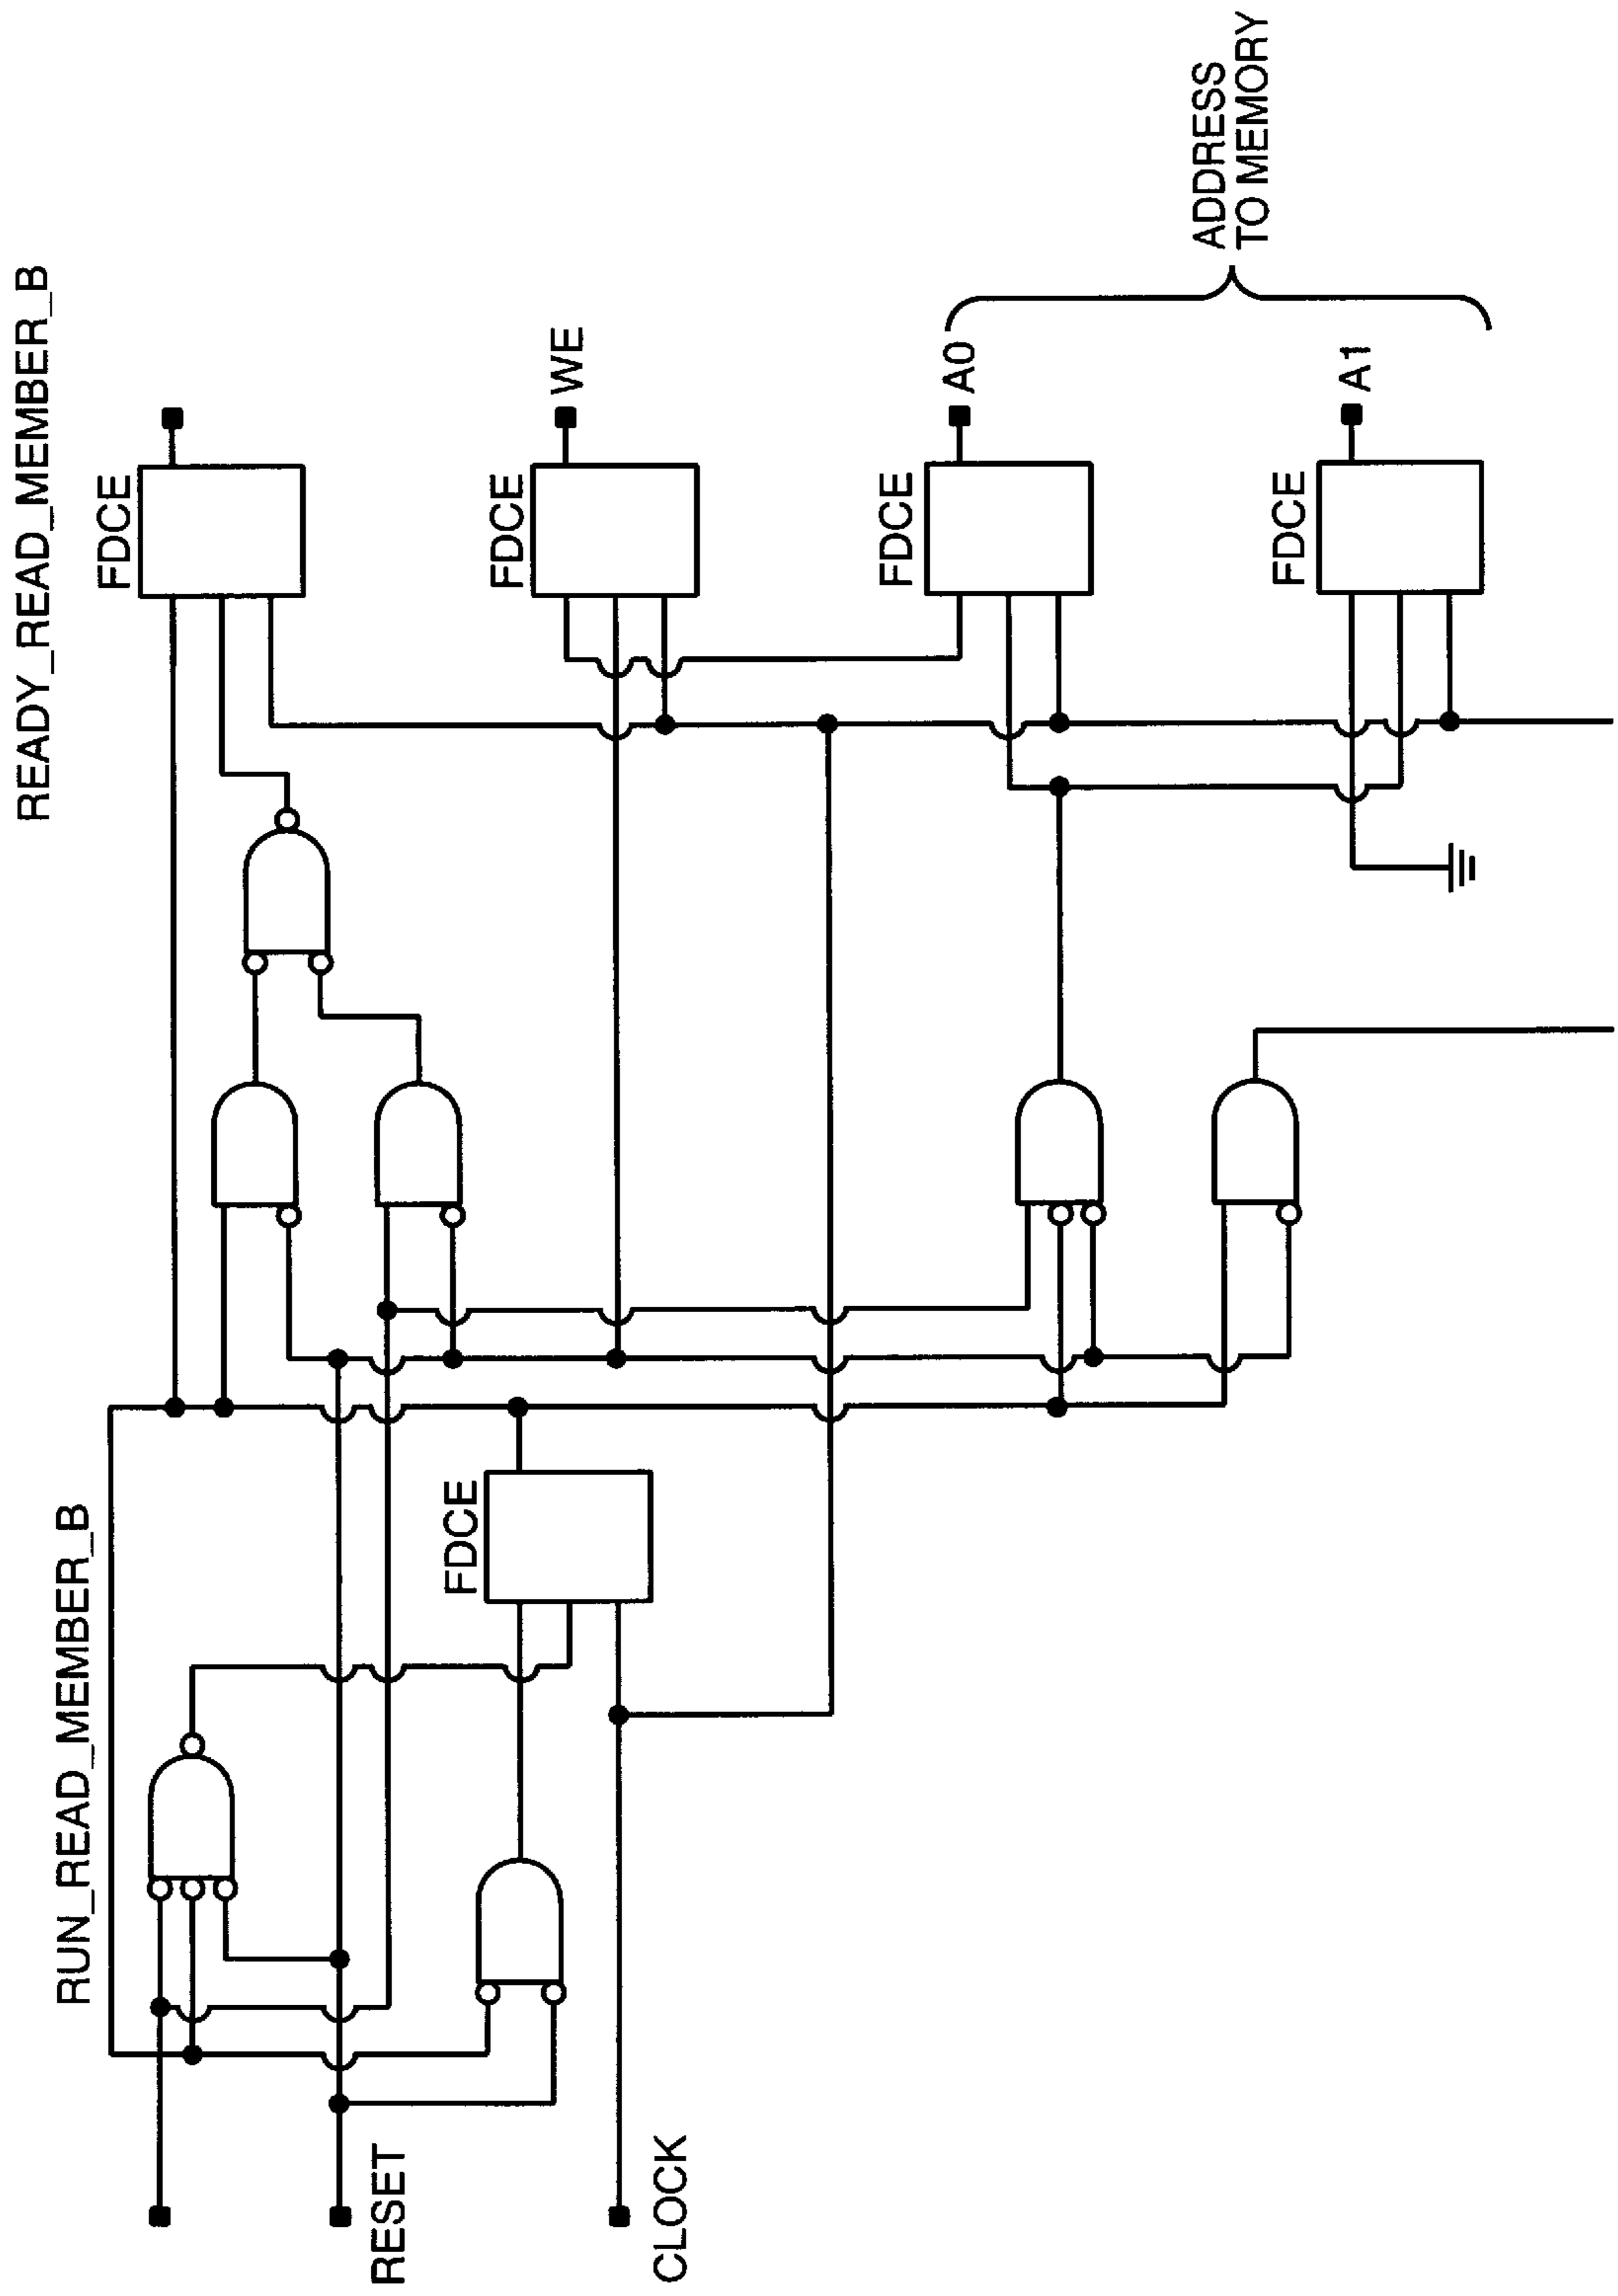 RUN_READ_MEMBER_B
RESET
CLOCK
FDCE
READY_READ_MEMBER_B
FDCE
FDCE
WE
FDCE
A0
FDCE
A1
ADDRESS
TO MEMORY